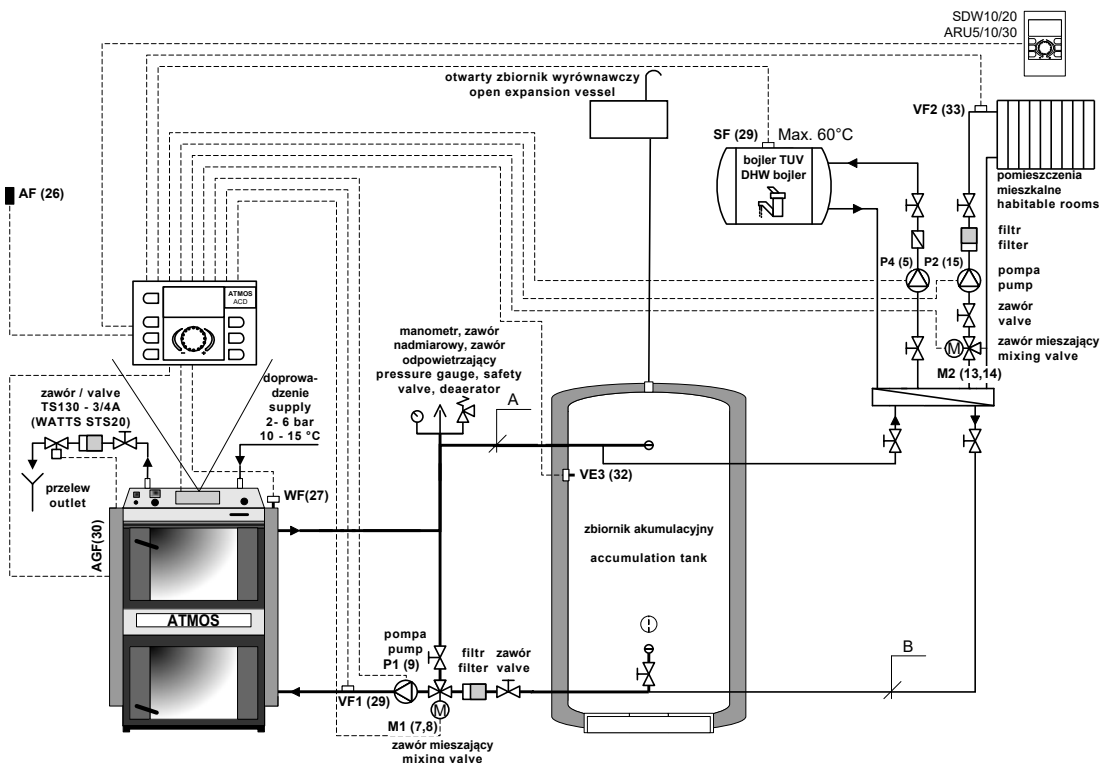 SDW10/20
ARU5/10/30
otwarty zbiornik wyrównawczy
open expansion vessel
VF2 (33)
SF (29)
Max. 60°C
bojler TUV
DHW bojler
pomieszczenia
mieszkalne
habitable rooms
AF (26)
filtr
filter
P4 (5)
P2 (15)
pompa
pump
ATMOS
ACD
zawór
valve
manometr, zawór
nadmiarowy, zawór
odpowietrzający
pressure gauge, safety
valve, deaerator
zawór mieszający
mixing valve
M
M2 (13,14)
zawór / valve
TS130 - 3/4A
(WATTS STS20)
doprowa-
dzenie
supply
2- 6 bar
10 - 15 °C
A
przelew
outlet
WF(27)
VE3 (32)
AGF(30)
zbiornik akumulacyjny
accumulation tank
ATMOS
pompa
pump
P1 (9)
filtr
filter
zawór
valve
B
VF1 (29)
M
M1 (7,8)
zawór mieszający
mixing valve